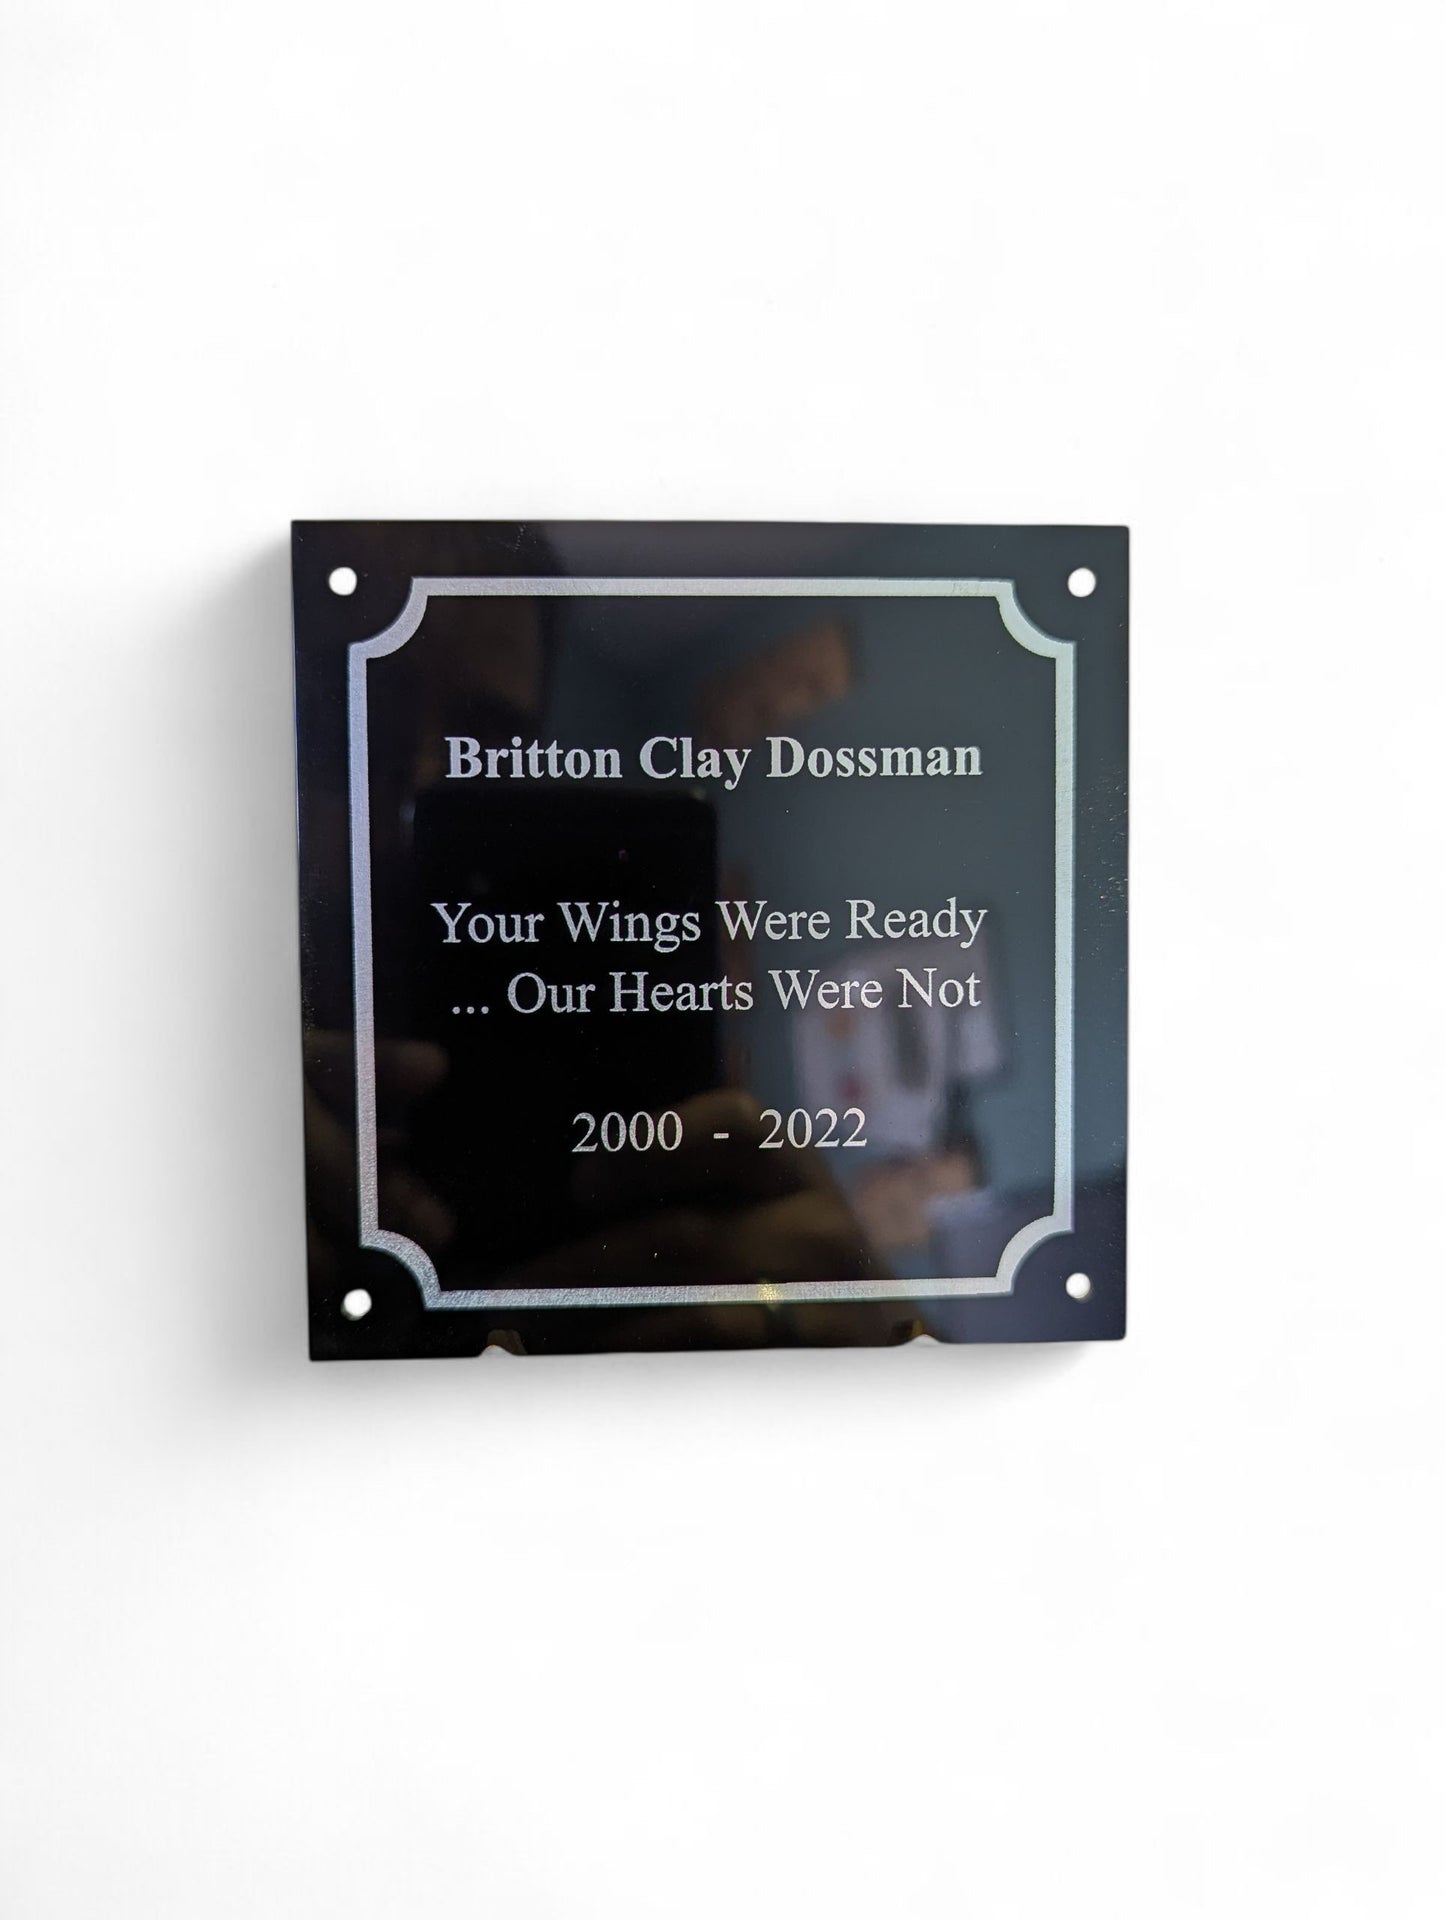 Britton Clay Dossman
Your Wings Were Ready
... Our Hearts Were Not
2000 - 2022